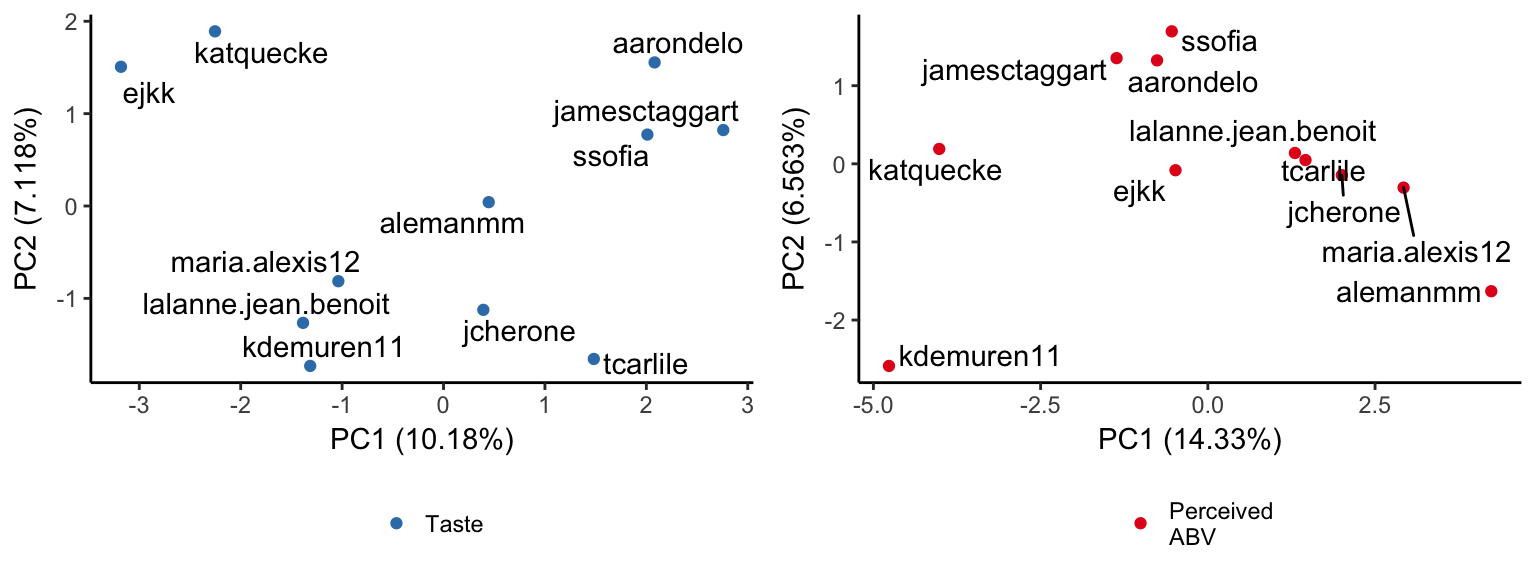 2
1
0
-1
PC2 (7.118%)
katquecke
ejkk
aarondelo
jamesctaggart
ssofia
alemanmm
maria.alexis12
lalanne.jean.benoit
kdemuren11
jcherone
tcarlile
-3 -2 -1 0 1 2 3
PC1 (10.18%)
Taste
1
0
-1
-2
PC2 (6.563%)
ssofia
jamesctaggart
aarondelo
lalanne.jean.benoit
katquecke
tcarlile
ejkk
jcherone
maria.alexis12
alemanmm
kdemuren11
-5.0 -2.5 0.0 2.5
PC1 (14.33%)
Perceived
ABV